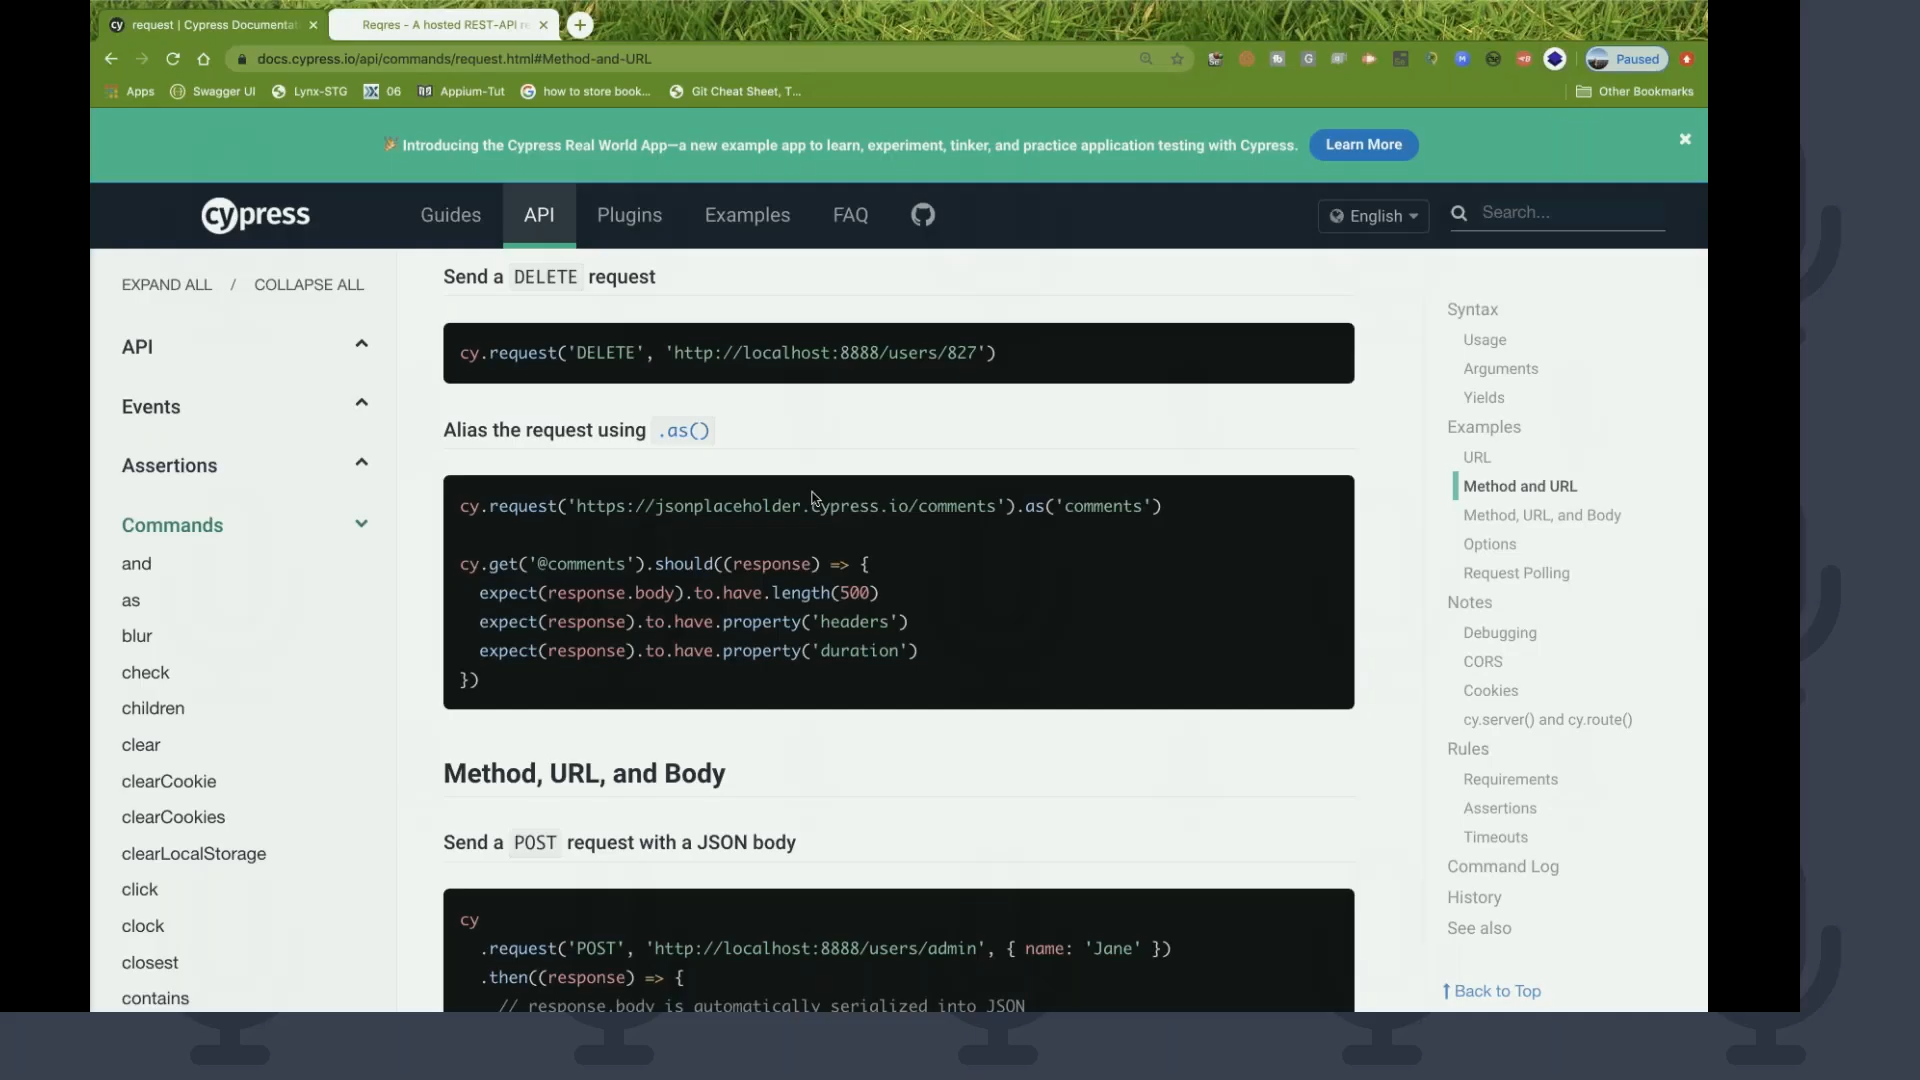 cy request | Cypress Documentat
Reqres - A hosted REST-API re
docs.cypress.io/api/commands/request.html#Method-and-URL
Paused
Apps
Swagger UI
Lynx-STG
06
Appium-Tut
how to store book...
Git Cheat Sheet, T...
Other Bookmarks
Introducing the Cypress Real World App—a new example app to learn, experiment, tinker, and practice application testing with Cypress.
Learn More
cypress
Guides
API
Plugins
Examples
FAQ
English
Search...
EXPAND ALL / COLLAPSE ALL
API
Events
Assertions
Commands
and
as
blur
check
children
clear
clearCookie
clearCookies
clearLocalStorage
click
clock
closest
contains
Send a DELETE request
cy.request('DELETE', 'http://localhost:8888/users/827')
Alias the request using .as()
cy.request('https://jsonplaceholder.cypress.io/comments').as('comments')
cy.get('@comments').should((response) => {
expect(response.body).to.have.length(500)
expect(response).to.have.property('headers')
expect(response).to.have.property('duration')
})
Method, URL, and Body
Send a POST request with a JSON body
cy
.request('POST', 'http://localhost:8888/users/admin', { name: 'Jane' })
.then((response) => {
// response.body is automatically serialized into JSON
Syntax
Usage
Arguments
Yields
Examples
URL
Method and URL
Method, URL, and Body
Options
Request Polling
Notes
Debugging
CORS
Cookies
cy.server() and cy.route()
Rules
Requirements
Assertions
Timeouts
Command Log
History
See also
Back to Top